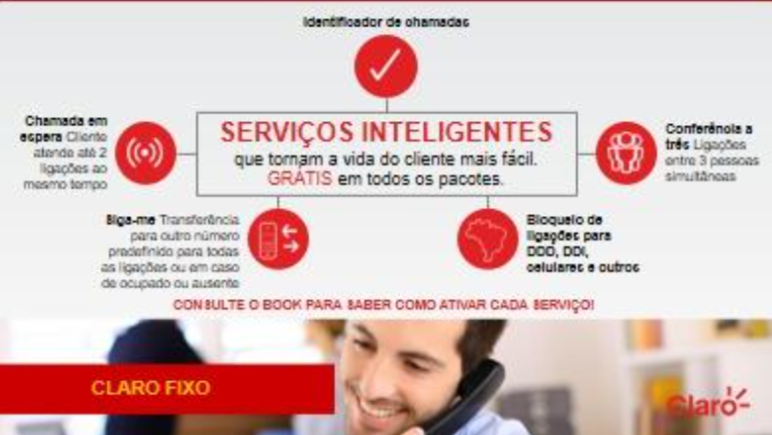 Identificador de chamadas
Chamada em
espera Cliente
atende até 2
ligações ao
mesmo tempo
SERVIÇOS INTELIGENTES
que tornam a vida do cliente mais fácil.
GRÁTIS em todos os pacotes.
Conferência a
três Ligações
entre 3 pessoas
simultâneas
Siga-me Transferência
para outro número
predefinido para todas
as ligações ou em caso
de ocupado ou ausente
Bloqueio de
ligações para
DDD, DDI,
celulares e outros
CONSULTE O BOOK PARA SABER COMO ATIVAR CADA SERVIÇO!
CLARO FIXO
Claro